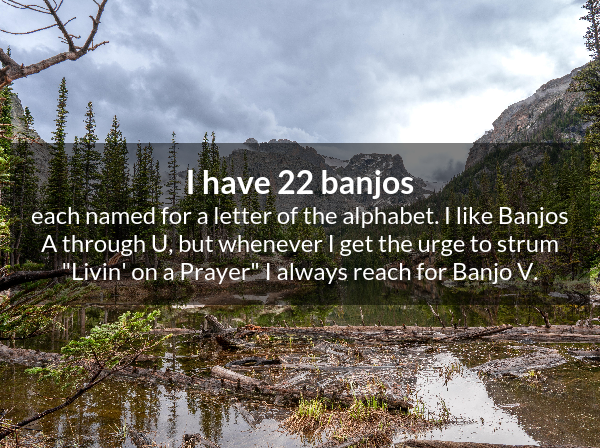 I have 22 banjos
each named for a letter of the alphabet. I like Banjos
A through U, but whenever I get the urge to strum
"Livin' on a Prayer" I always reach for Banjo V.